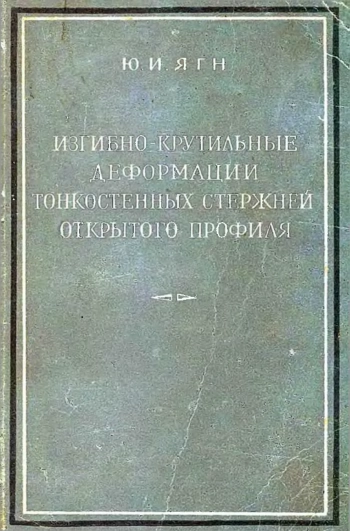 Ю. И. ЯГН
ИЗГИБНО-КРУТИЛЬНЫЕ
ДЕФОРМАЦИИ
ТОНКОСТЕННЫХ СТЕРЖНЕЙ
ОТКРЫТОГО ПРОФИЛЯ